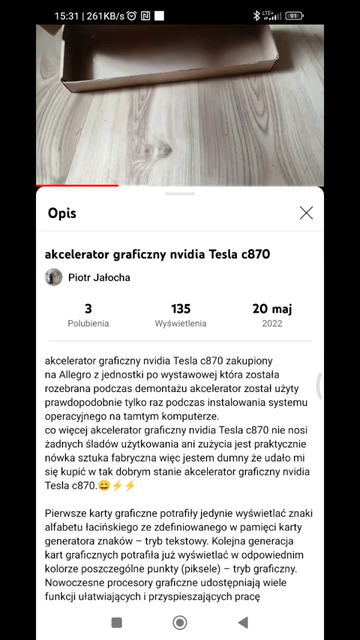 15:31 | 261KB/s
LTE+
91
Opis
akcelerator graficzny nvidia Tesla c870
Piotr Jałocha
3
135
20 maj
Polubienia
Wyświetlenia
2022
akcelerator graficzny nvidia Tesla c870 zakupiony
na Allegro z jednostki po wystawowej która została
rozebrana podczas demontażu akcelerator został użyty
prawdopodobnie tylko raz podczas instalowania systemu
operacyjnego na tamtym komputerze.
co więcej akcelerator graficzny nvidia Tesla c870 nie nosi
żadnych śladów użytkowania ani zużycia jest praktycznie
nówka sztuka fabryczna więc jestem dumny że udało mi
się kupić w tak dobrym stanie akcelerator graficzny nvidia
Tesla c870.😄⚡⚡
Pierwsze karty graficzne potrafiły jedynie wyświetlać znaki
alfabetu łacińskiego ze zdefiniowanego w pamięci karty
generatora znaków – tryb tekstowy. Kolejna generacja
kart graficznych potrafiła już wyświetlać w odpowiednim
kolorze poszczególne punkty (piksele) – tryb graficzny.
Nowoczesne procesory graficzne udostępniają wiele
funkcji ułatwiających i przyspieszających pracę